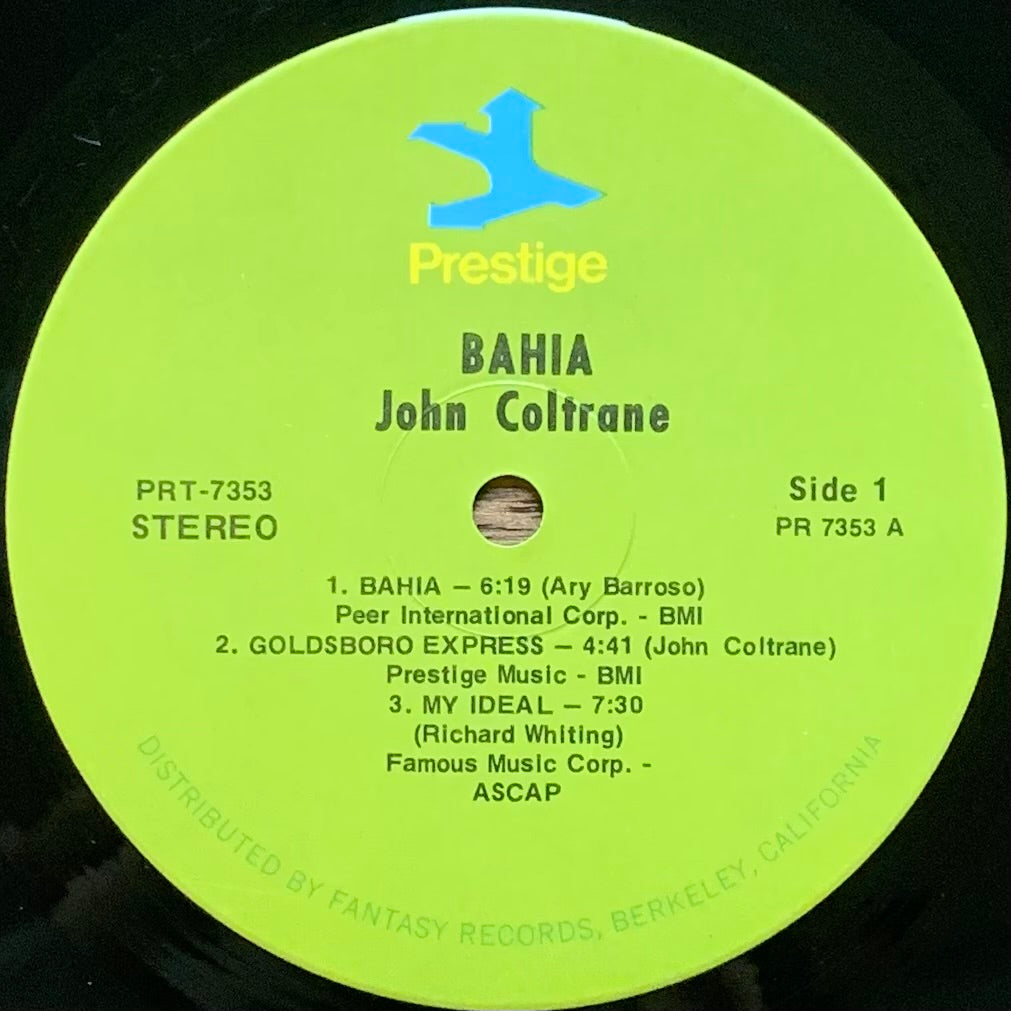 Prestige
BAHIA
John Coltrane
PRT-7353
STEREO
Side 1
PR 7353 A
1. BAHIA – 6:19 (Ary Barroso)
Peer International Corp. - BMI
2. GOLDSBORO EXPRESS – 4:41 (John Coltrane)
Prestige Music - BMI
3. MY IDEAL – 7:30
(Richard Whiting)
Famous Music Corp. -
ASCAP
DISTRIBUTED BY FANTASY RECORDS, BERKELEY, CALIFORNIA